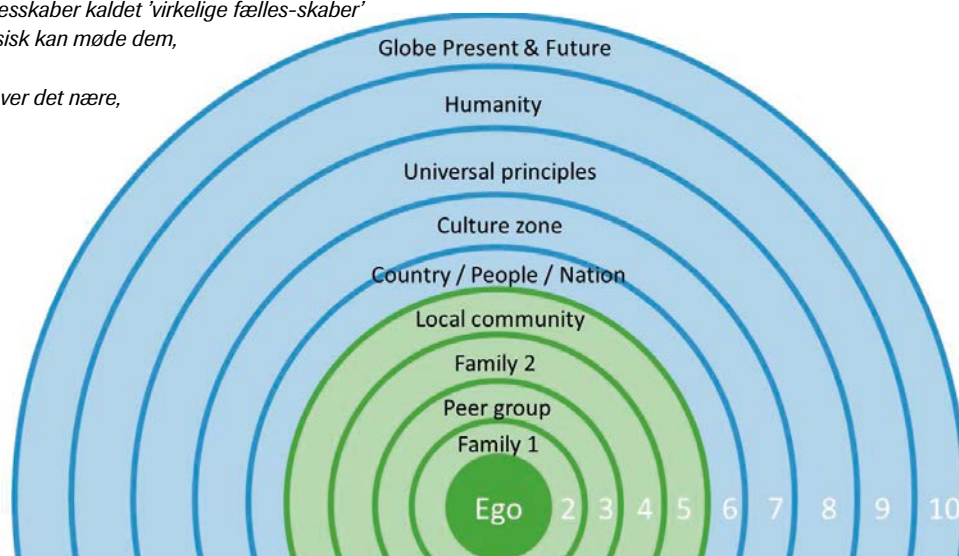 esskaber kaldet 'virkelige fælles-skaber'
sisk kan møde dem,
ver det nære,
Globe Present & Future
Humanity
Universal principles
Culture zone
Country / People / Nation
Local community
Family 2
Peer group
Family 1
Ego 2 3 4 5 6 7 8 9 10